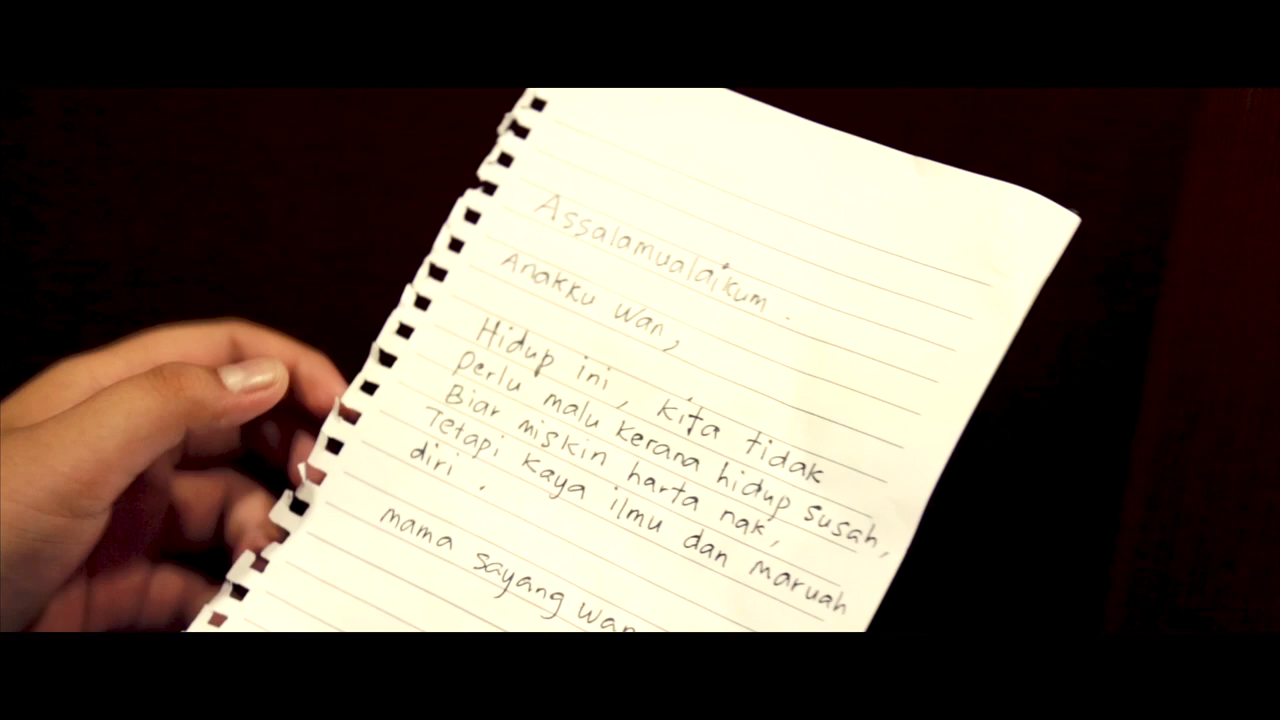 Assalamualaikum.
Anakku Wan,
Hidup ini, kita tidak
perlu malu kerana hidup susah,
Biar miskin harta nak,
Tetapi kaya ilmu dan maruah
diri.
mama sayang wan